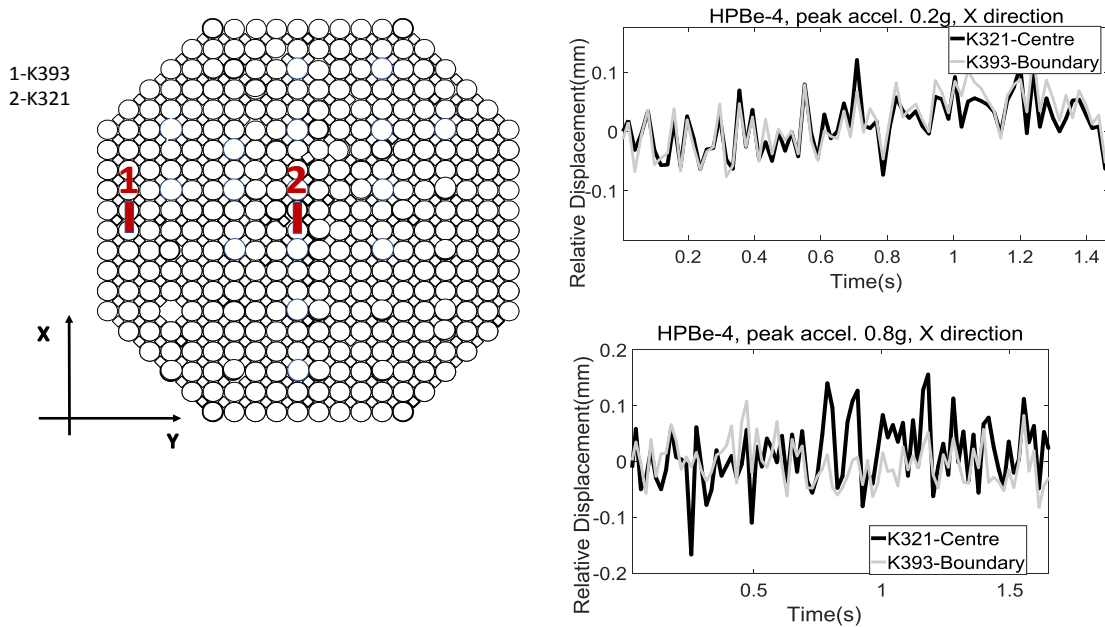 1-K393
2-K321
1
2
X
Y
HPBe-4, peak accel. 0.2g, X direction
K321-Centre
K393-Boundary
Relative Displacement(mm)
0.1
0
-0.1
0.2
0.4
0.6
0.8
1
1.2
1.4
Time(s)
HPBe-4, peak accel. 0.8g, X direction
Relative Displacement(mm)
0.2
0.1
0
-0.1
-0.2
K321-Centre
K393-Boundary
0.5
1
1.5
Time(s)